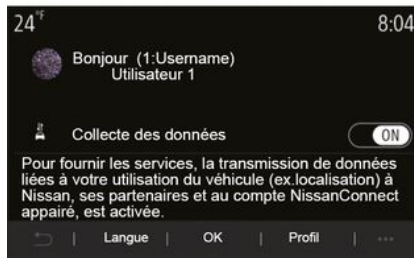 24°F
8:04
Bonjour (1:Username)
Utilisateur 1
Collecte des données
ON
Pour fournir les services, la transmission de données
liées à votre utilisation du véhicule (ex.localisation) à
Nissan, ses partenaires et au compte NissanConnect
appairé, est activée.
Langue | OK | Profil |